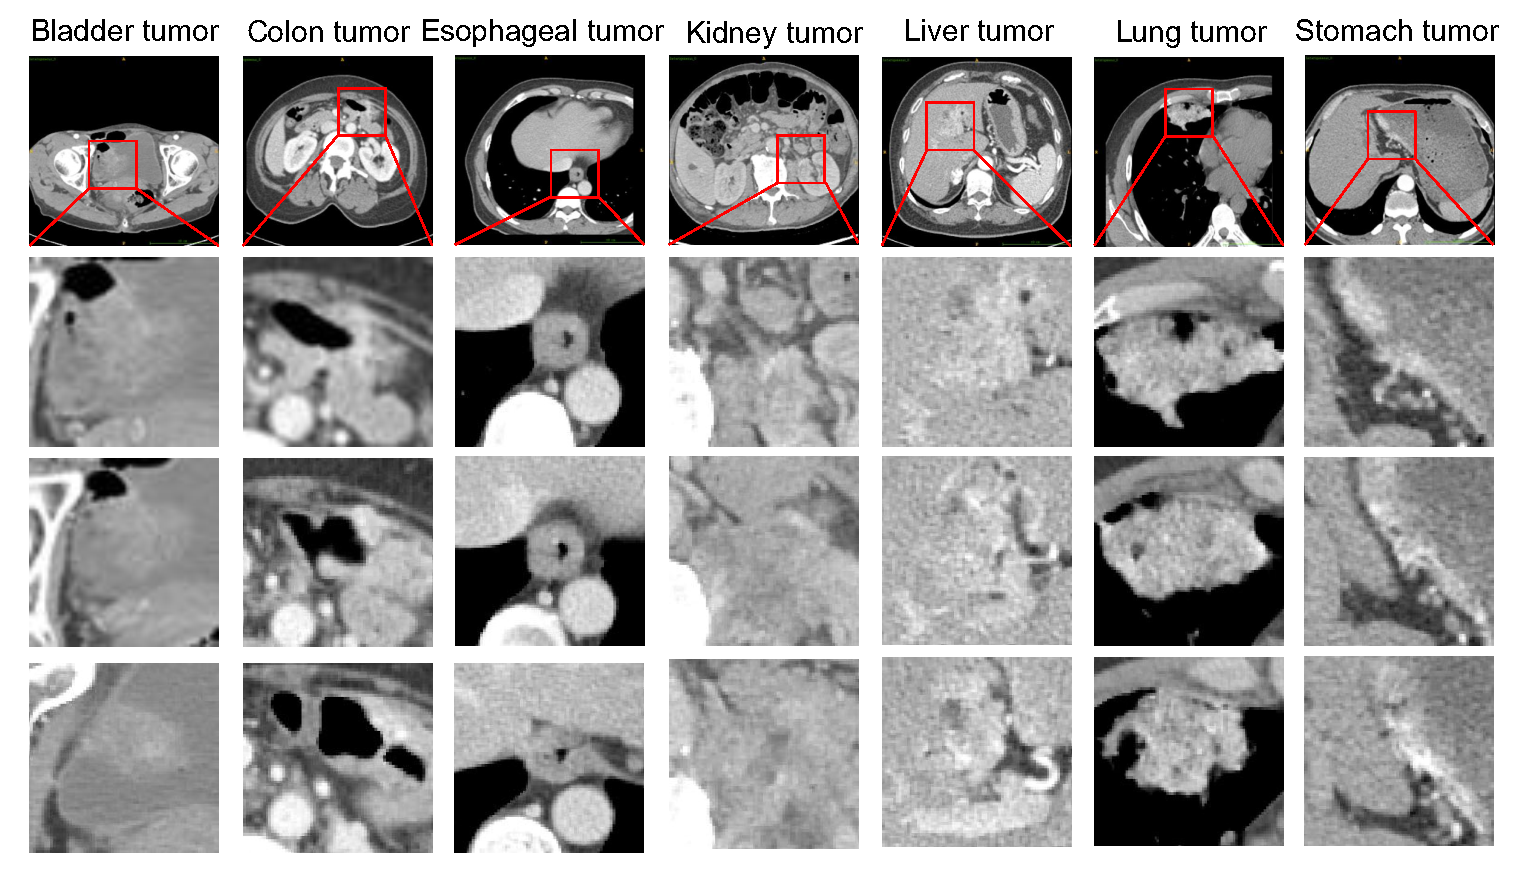 Bladder tumor
Colon tumor
Esophageal tumor
Kidney tumor
Liver tumor
Lung tumor
Stomach tumor